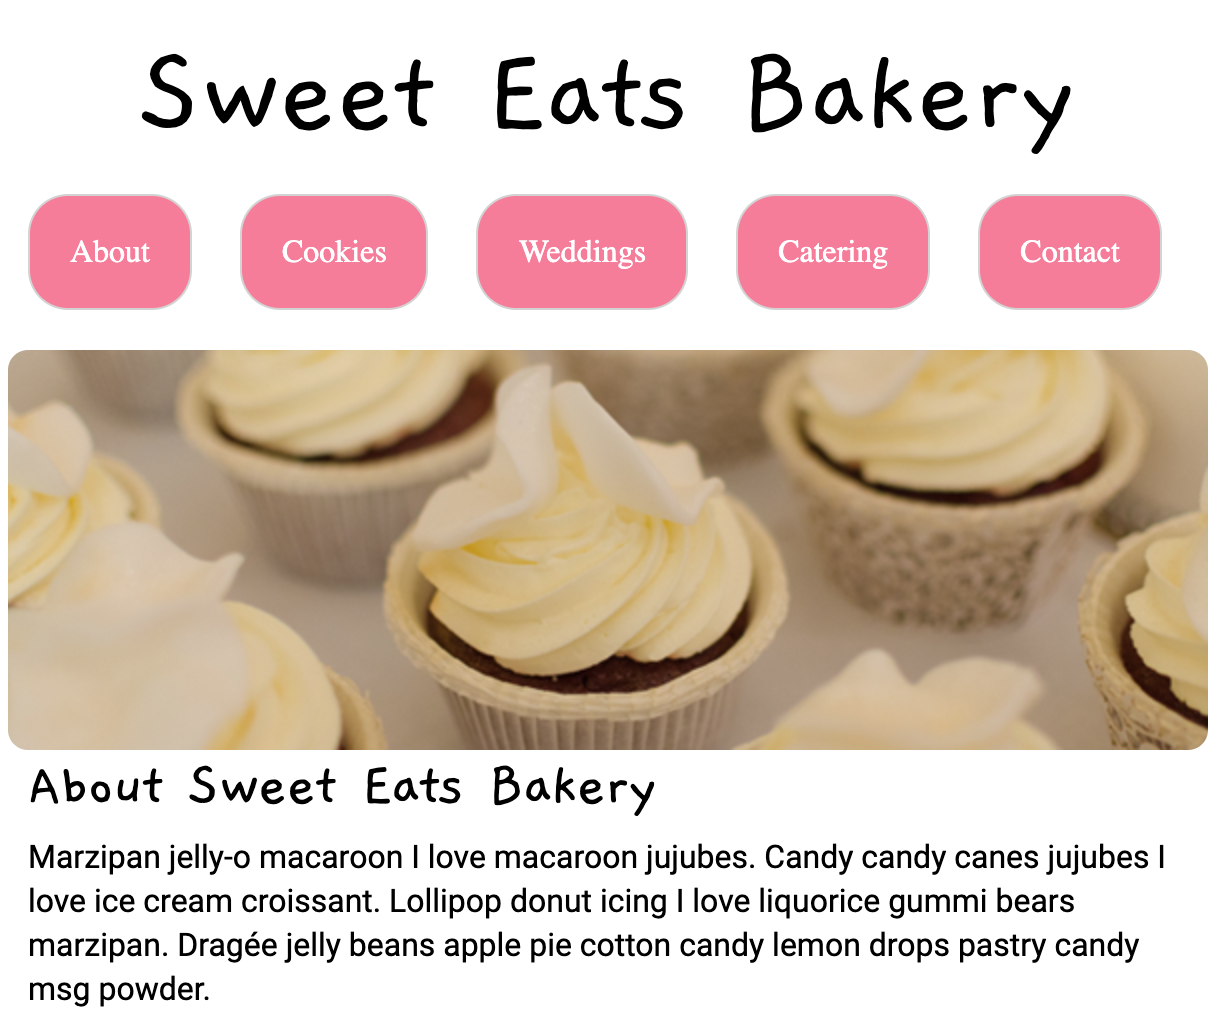 Sweet Eats Bakery
About Cookies Weddings Catering Contact
About Sweet Eats Bakery
Marzipan jelly-o macaroon I love macaroon jujubes. Candy candy canes jujubes I
love ice cream croissant. Lollipop donut icing I love liquorice gummi bears
marzipan. Dragée jelly beans apple pie cotton candy lemon drops pastry candy
msg powder.